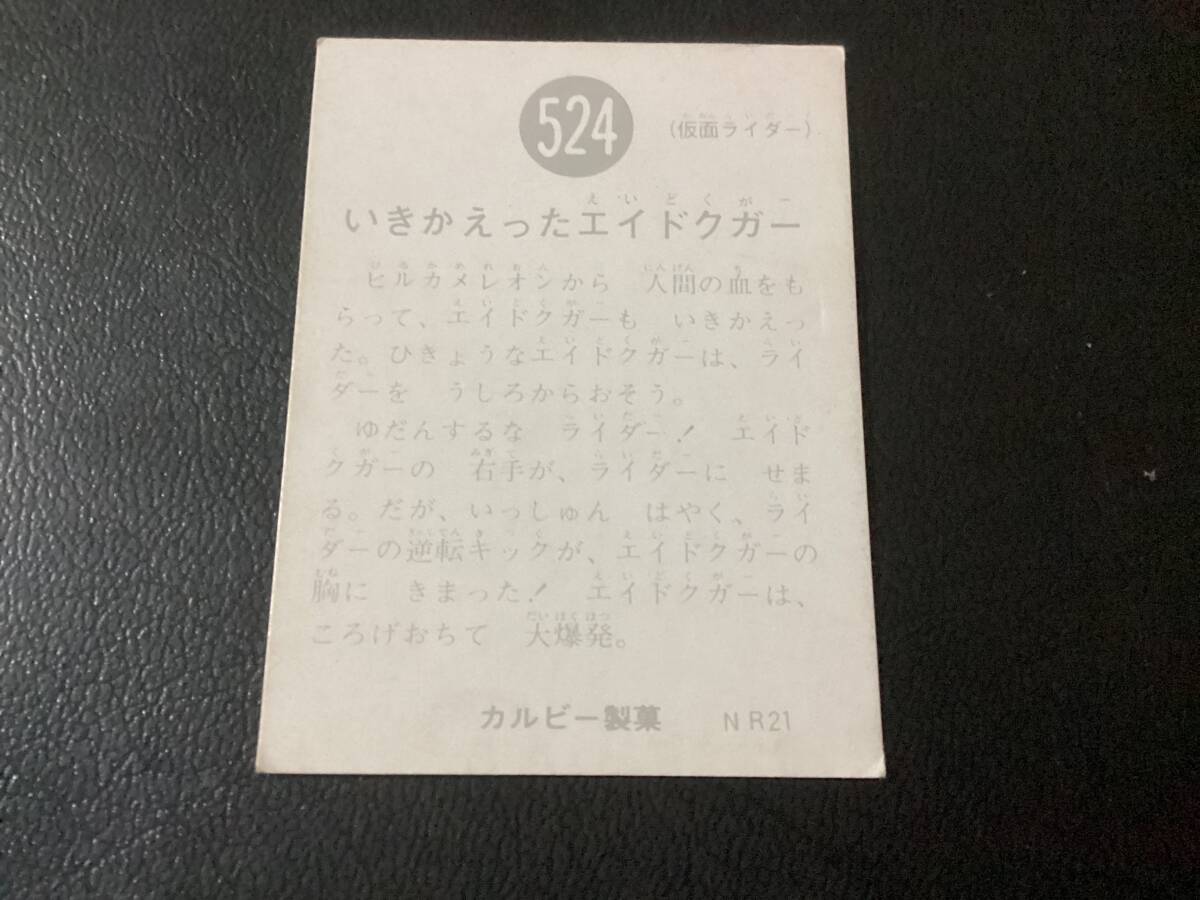 524
(仮面ライダー)
いきかえったエイドクガー
ヒルカメレオンから 人間の血をも
らって、エイドクガーも いきかえっ
た。ひきょうなエイドクガーは、ライ
ダーを うしろからおそう。
ゆだんするな ライダー! エイド
クガーの 右手が、ライダーに せま
る。だが、いっしゅん はやく、ライ
ダーの逆転キックが、エイドクガーの
胸に きまった! エイドクガーは、
ころげおちて 大爆発。
カルビー製菓 NR21